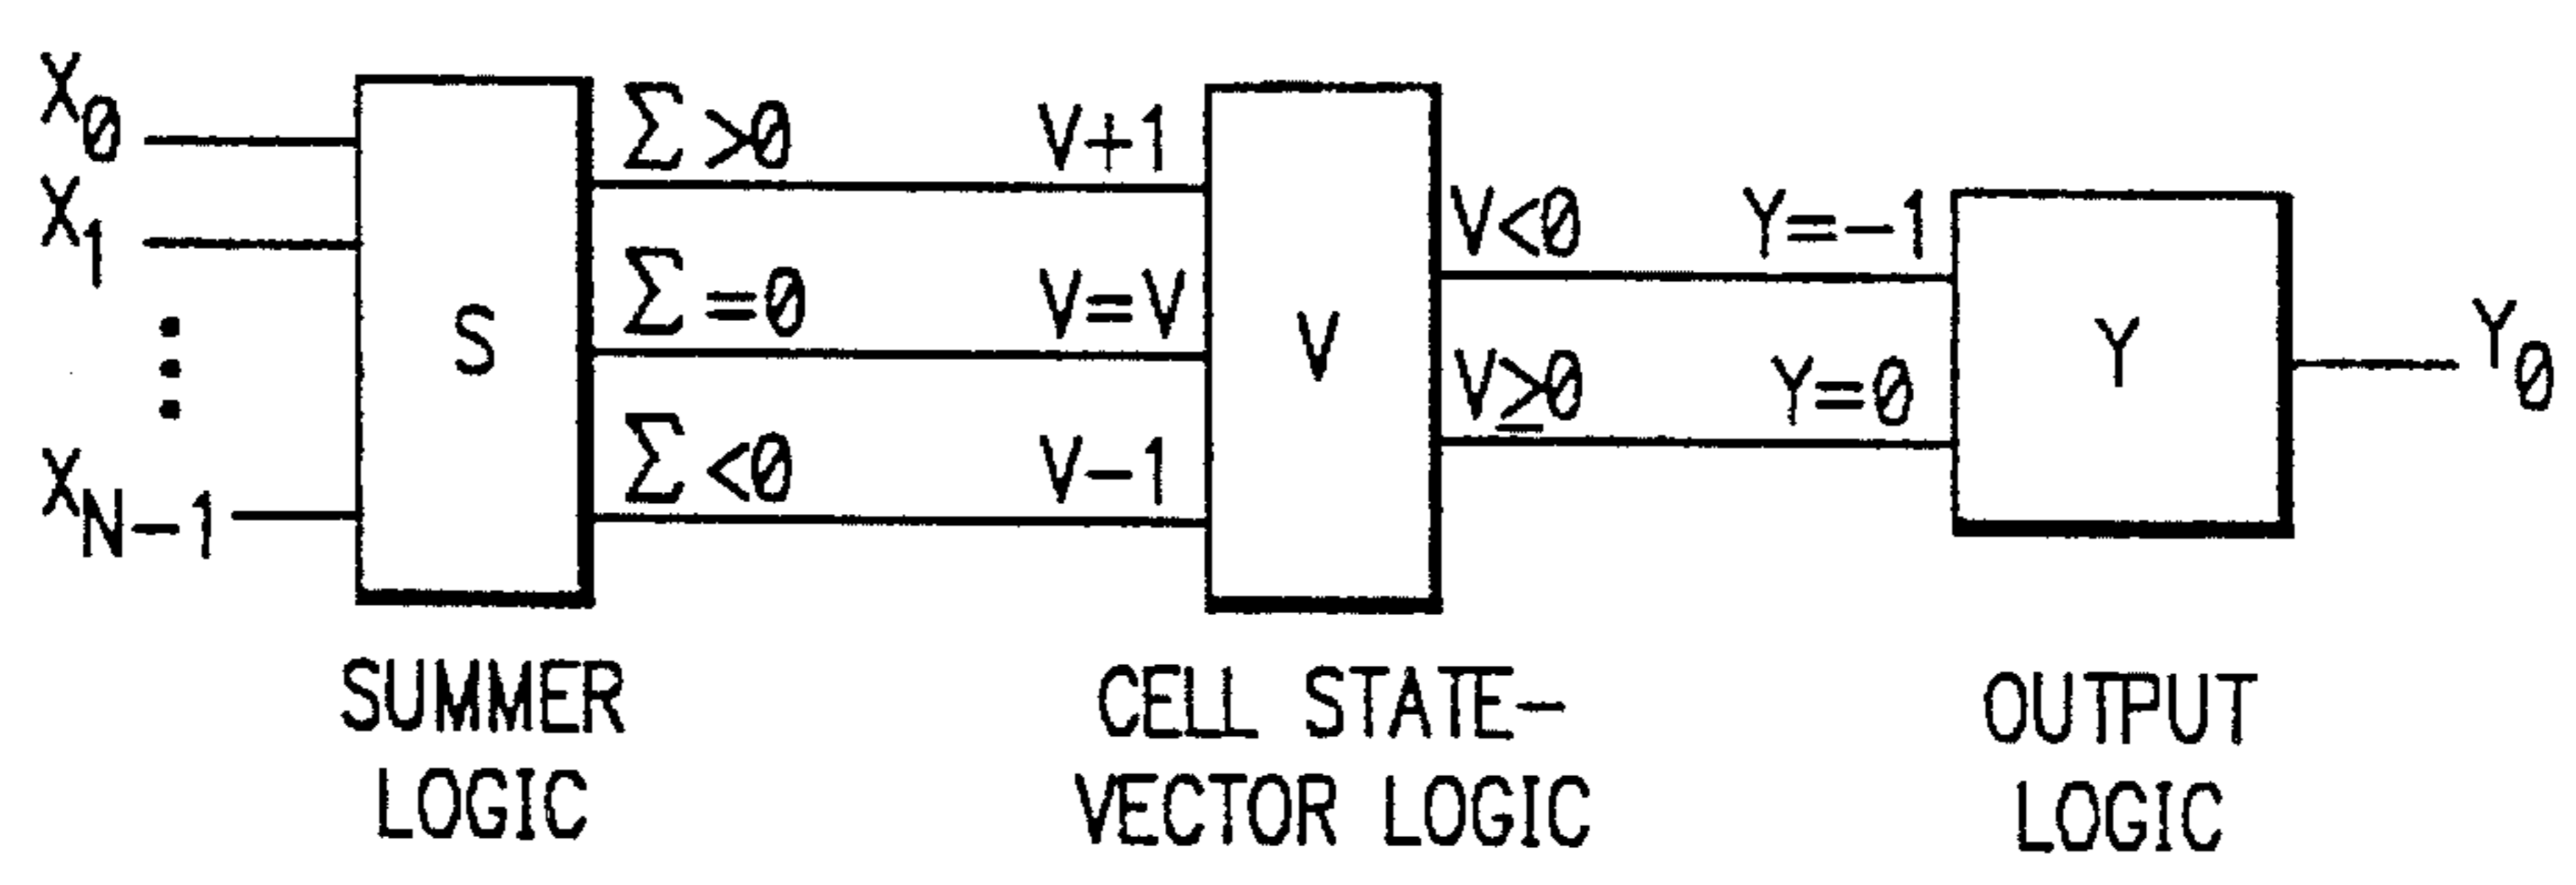 X0
X1
XN-1
S
∑>0
∑=0
∑<0
V+1
V=V
V-1
V
V<0
V≥0
Y=-1
Y=0
Y
Y0
SUMMER
LOGIC
CELL STATE-
VECTOR LOGIC
OUTPUT
LOGIC